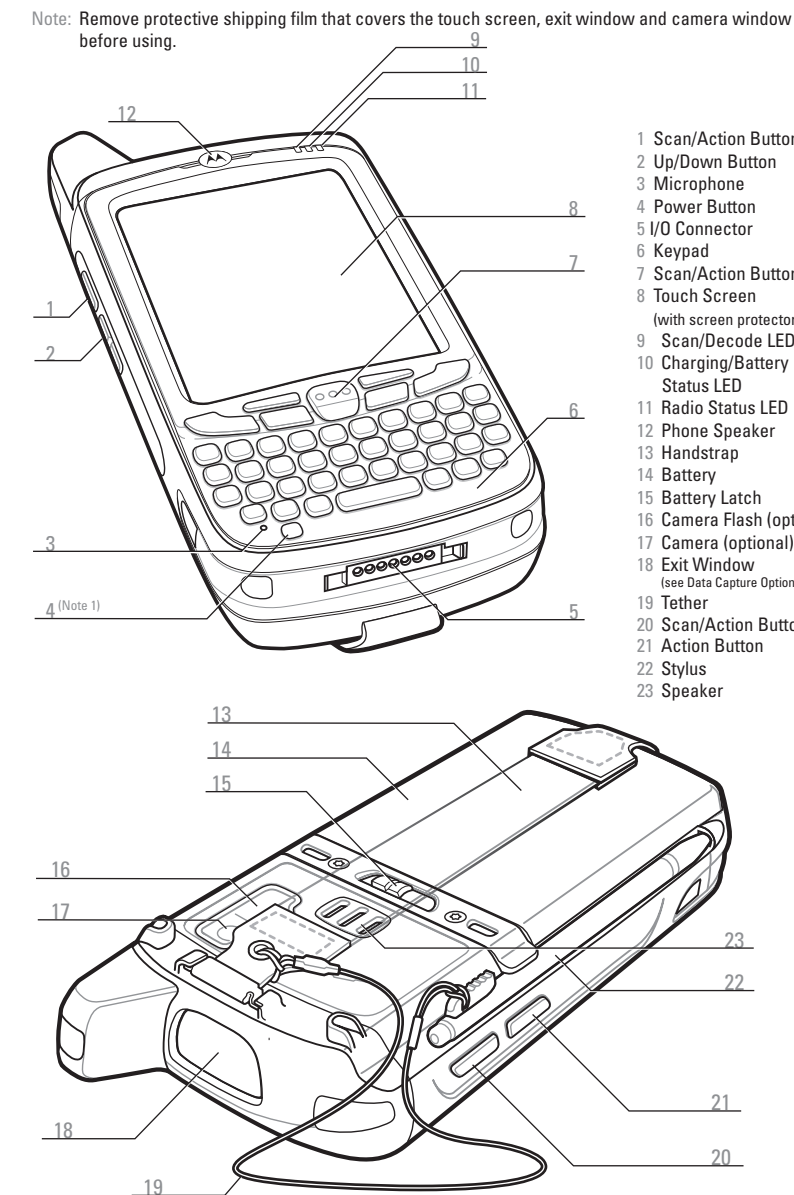 Note: Remove protective shipping film that covers the touch screen, exit window and camera window
before using.
9
10
11
12
8
7
1
2
6
3
4 (Note 1)
5
1 Scan/Action Button
2 Up/Down Button
3 Microphone
4 Power Button
5 I/O Connector
6 Keypad
7 Scan/Action Button
8 Touch Screen
(with screen protector
9 Scan/Decode LED
10 Charging/Battery
Status LED
11 Radio Status LED
12 Phone Speaker
13 Handstrap
14 Battery
15 Battery Latch
16 Camera Flash (opt
17 Camera (optional)
18 Exit Window
(see Data Capture Option
19 Tether
20 Scan/Action Butto
21 Action Button
22 Stylus
23 Speaker
13
14
15
16
17
23
22
21
18
20
19